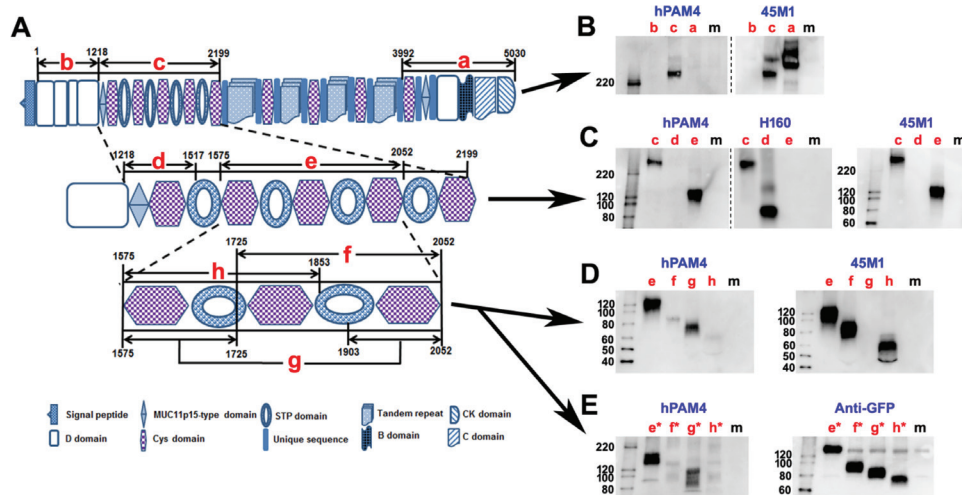 A
1 1218 2199 3992 5030
b c a
1218 1517 1575 2052 2199
d e
1725 2052
f
1575 1853
h
1575 1725 1903 2052
g
Signal peptide
MUC11p15-type domain
STP domain
Tandem repeat
CK domain
D domain
Cys domain
Unique sequence
B domain
C domain
B
hPAM4 45M1
b c a m b c a m
220
C
hPAM4 H160 45M1
c d e m c d e m c d e m
220
120
100
80
60
220
120
100
80
60
D
hPAM4 45M1
e f g h m e f g h m
120
100
80
60
50
40
120
100
80
60
50
40
E
hPAM4 Anti-GFP
e* f* g* h* m e* f* g* h* m
220
120
100
80
120
100
80
60